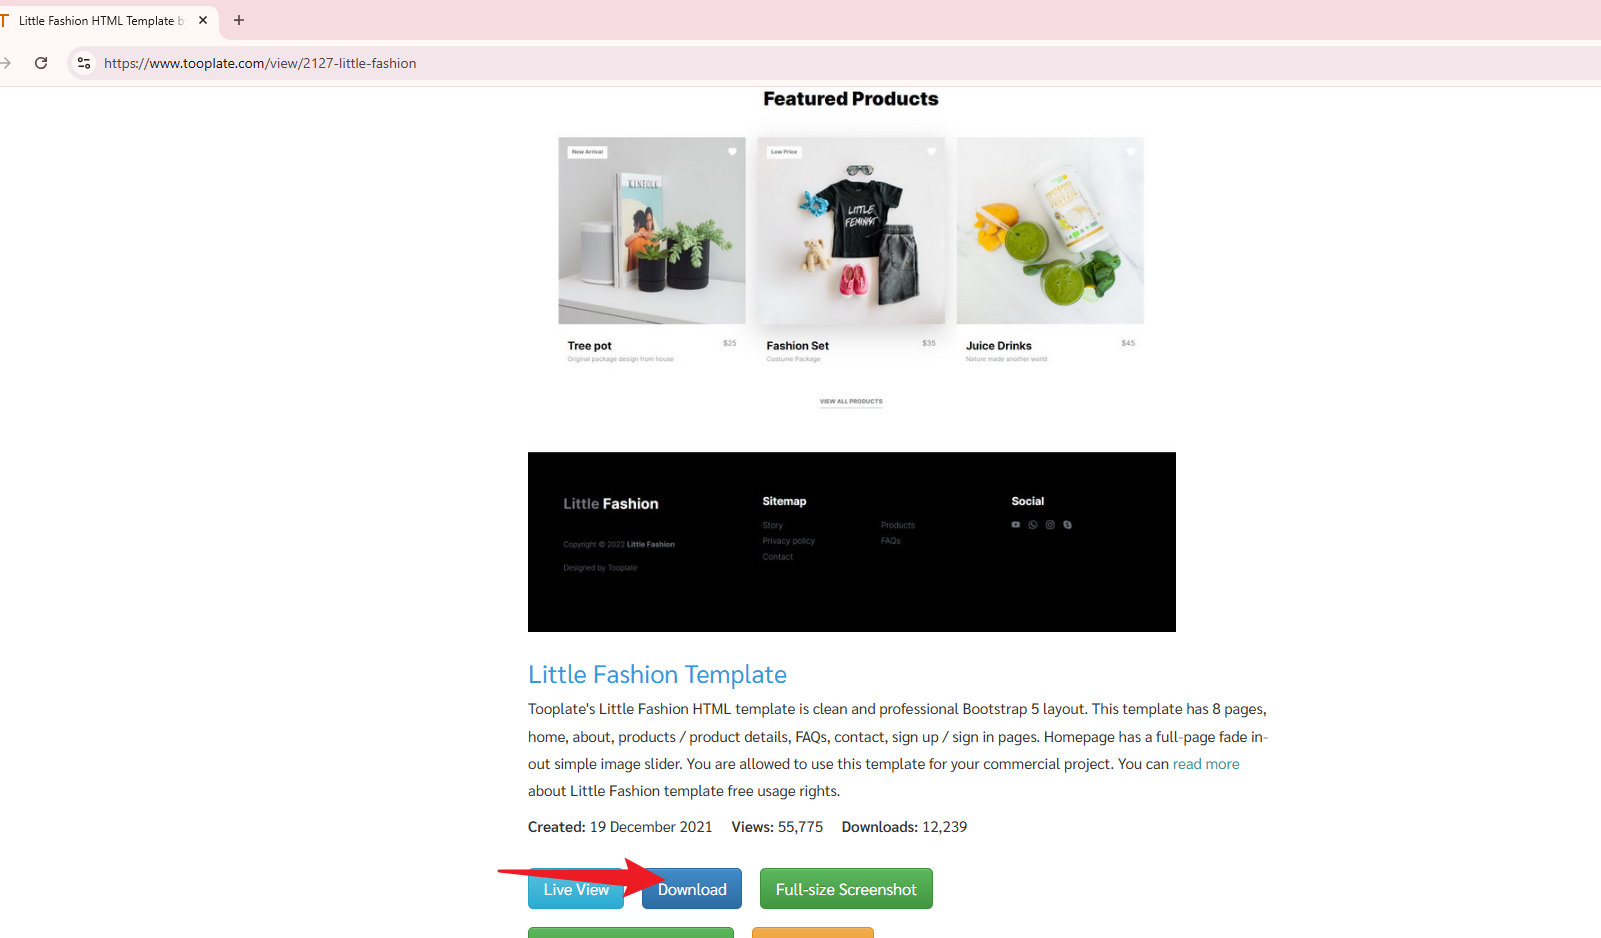 Little Fashion HTML Template b
https://www.tooplate.com/view/2127-little-fashion
Featured Products
New Arrival
Low Price
KINFOLK
LITTLE
FEMINIST
Tree pot $25
Original package design from house
Fashion Set $35
Costume Package
Juice Drinks $45
Nature made another world
VIEW ALL PRODUCTS
Little Fashion
Copyright © 2022 Little Fashion
Designed by Tooplate
Sitemap
Story
Privacy policy
Contact
Products
FAQs
Social
Little Fashion Template
Tooplate's Little Fashion HTML template is clean and professional Bootstrap 5 layout. This template has 8 pages,
home, about, products / product details, FAQs, contact, sign up / sign in pages. Homepage has a full-page fade in-
out simple image slider. You are allowed to use this template for your commercial project. You can read more
about Little Fashion template free usage rights.
Created: 19 December 2021 Views: 55,775 Downloads: 12,239
Live View Download Full-size Screenshot